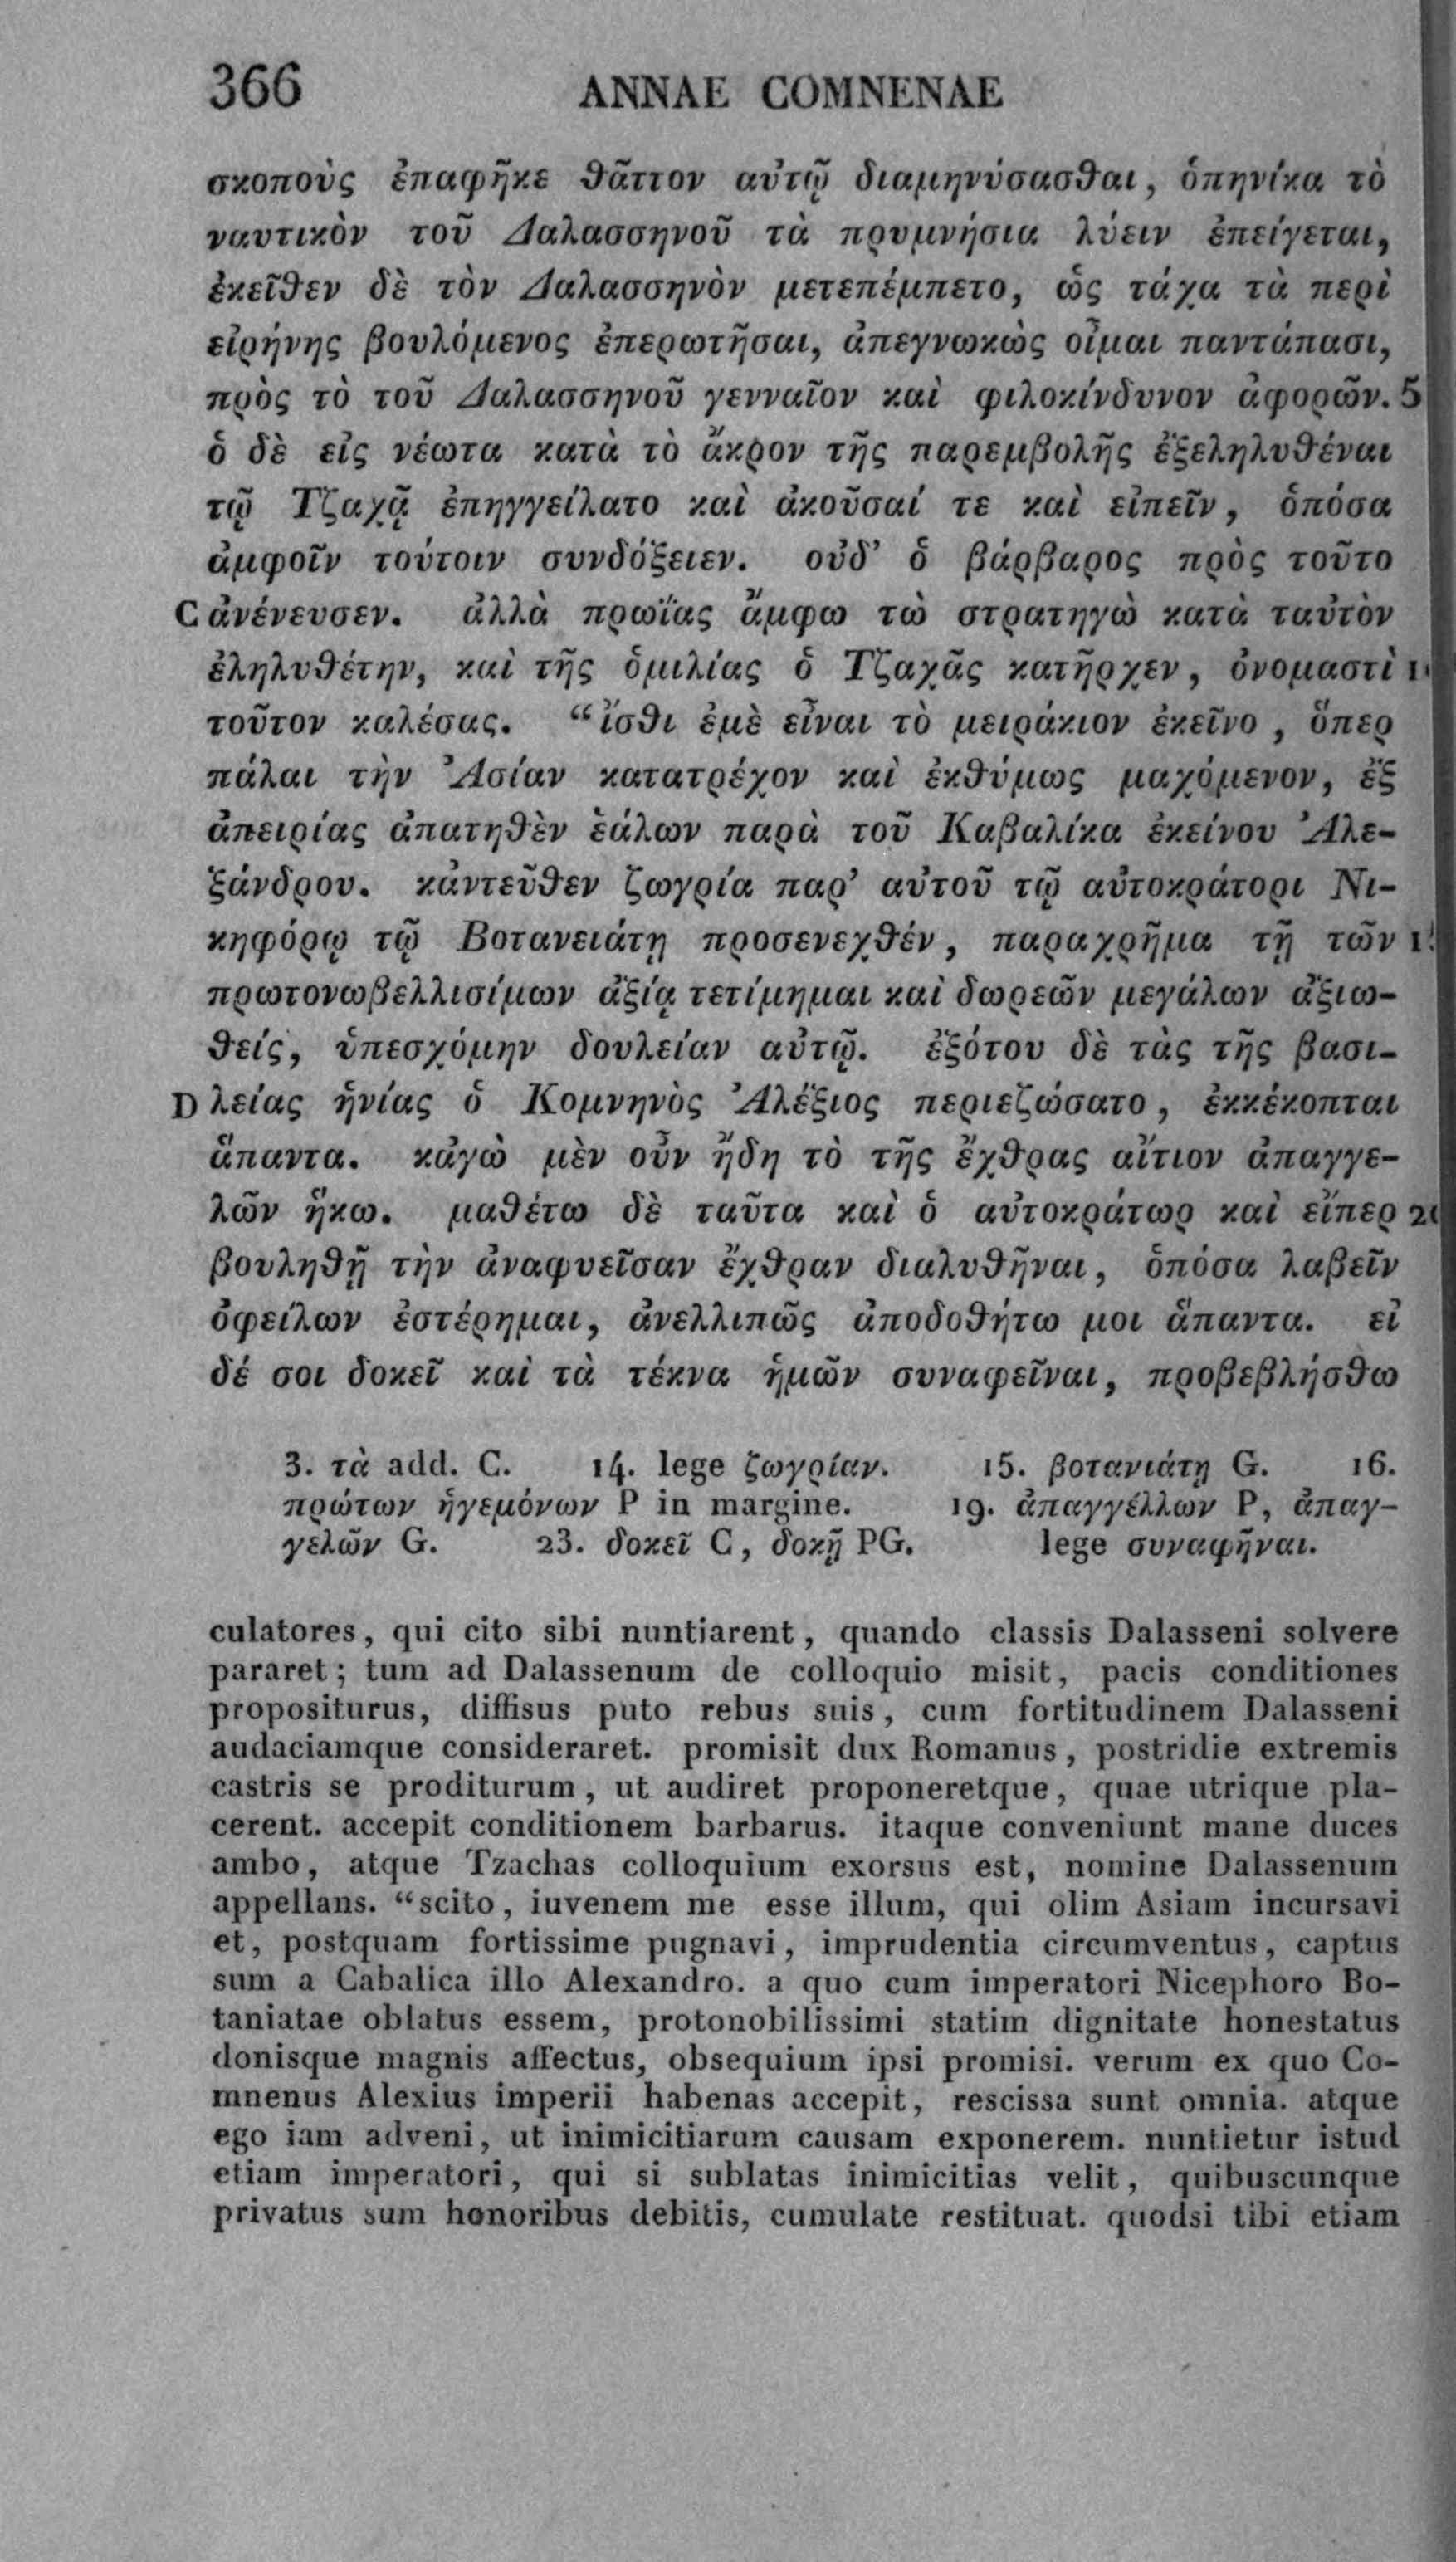 366 ANNAE COMNENAE
σκοποὺς ἐπαφῆκε θᾶττον αὐτῷ διαμηνύσασθαι, ὁπηνίκα τὸ
ναυτικὸν τοῦ Δαλασσηνοῦ τὰ πρυμνήσια λύειν ἐπείγεται,
ἐκεῖθεν δὲ τὸν Δαλασσηνὸν μετεπέμπετο, ὡς τάχα τὰ περὶ
εἰρήνης βουλόμενος ἐπερωτῆσαι, ἀπεγνωκὼς οἶμαι παντάπασι,
πρὸς τὸ τοῦ Δαλασσηνοῦ γενναῖον καὶ φιλοκίνδυνον ἀφορῶν. 5
ὁ δὲ εἰς νέωτα κατὰ τὸ ἄκρον τῆς παρεμβολῆς ἐξεληλυθέναι
τῷ Τζαχᾷ ἐπηγγείλατο καὶ ἀκοῦσαί τε καὶ εἰπεῖν, ὁπόσα
ἀμφοῖν τούτοιν συνδόξειεν. οὐδ’ ὁ βάρβαρος πρὸς τοῦτο
C ἀνένευσεν. ἀλλὰ πρωΐας ἄμφω τὼ στρατηγὼ κατὰ ταὐτὸν
ἐληλυθέτην, καὶ τῆς ὁμιλίας ὁ Τζαχᾶς κατῆρχεν, ὀνομαστὶ 1
τοῦτον καλέσας. “ἴσθι ἐμὲ εἶναι τὸ μειράκιον ἐκεῖνο, ὅπερ
πάλαι τὴν Ἀσίαν κατατρέχον καὶ ἐκθύμως μαχόμενον, ἐξ
ἀπειρίας ἀπατηθὲν ἑάλων παρὰ τοῦ Καβαλίκα ἐκείνου Ἀλε-
ξάνδρου. κἀντεῦθεν ζωγρία παρ’ αὐτοῦ τῷ αὐτοκράτορι Νι-
κηφόρῳ τῷ Βοτανειάτῃ προσενεχθέν, παραχρῆμα τῇ τῶν 1
πρωτονωβελλισίμων ἀξίᾳ τετίμημαι καὶ δωρεῶν μεγάλων ἀξιω-
θείς, ὑπεσχόμην δουλείαν αὐτῷ. ἐξότου δὲ τὰς τῆς βασι-
D λείας ἡνίας ὁ Κομνηνὸς Ἀλέξιος περιεζώσατο, ἐκκέκοπται
ἅπαντα. κἀγὼ μὲν οὖν ἤδη τὸ τῆς ἔχθρας αἴτιον ἀπαγγε-
λῶν ἥκω. μαθέτω δὲ ταῦτα καὶ ὁ αὐτοκράτωρ καὶ εἴπερ 2
βουληθῇ τὴν ἀναφυεῖσαν ἔχθραν διαλυθῆναι, ὁπόσα λαβεῖν
ὀφείλων ἐστέρημαι, ἀνελλιπῶς ἀποδοθήτω μοι ἅπαντα. εἰ
δέ σοι δοκεῖ καὶ τὰ τέκνα ἡμῶν συναφεῖναι, προβεβλήσθω
3. τὰ add. C. 14. lege ζωγρίαν. 15. βοτανιάτῃ G. 16.
πρώτων ἡγεμόνων P in margine. 19. ἀπαγγέλλων P, ἀπαγ-
γελῶν G. 23. δοκεῖ C, δοκῇ PG. lege συναφῆναι.
culatores, qui cito sibi nuntiarent, quando classis Dalasseni solvere
pararet; tum ad Dalassenum de colloquio misit, pacis conditiones
propositurus, diffisus puto rebus suis, cum fortitudinem Dalasseni
audaciamque consideraret. promisit dux Romanus, postridie extremis
castris se proditurum, ut audiret proponeretque, quae utrique pla-
cerent. accepit conditionem barbarus. itaque conveniunt mane duces
ambo, atque Tzachas colloquium exorsus est, nomine Dalassenum
appellans. “scito, iuvenem me esse illum, qui olim Asiam incursavi
et, postquam fortissime pugnavi, imprudentia circumventus, captus
sum a Cabalica illo Alexandro. a quo cum imperatori Nicephoro Bo-
taniatae oblatus essem, protonobilissimi statim dignitate honestatus
donisque magnis affectus, obsequium ipsi promisi. verum ex quo Co-
mnenus Alexius imperii habenas accepit, rescissa sunt omnia. atque
ego iam adveni, ut inimicitiarum causam exponerem. nuntietur istud
etiam imperatori, qui si sublatas inimicitias velit, quibuscunque
privatus sum honoribus debitis, cumulate restituat. quodsi tibi etiam